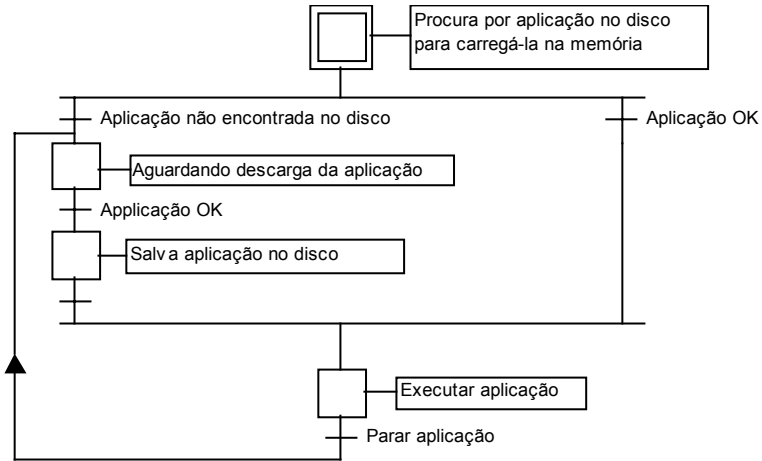 Procura por aplicação no disco
para carregá-la na memória
Aplicação não encontrada no disco
Aplicação OK
Aguardando descarga da aplicação
Applicação OK
Salva aplicação no disco
Executar aplicação
Parar aplicação